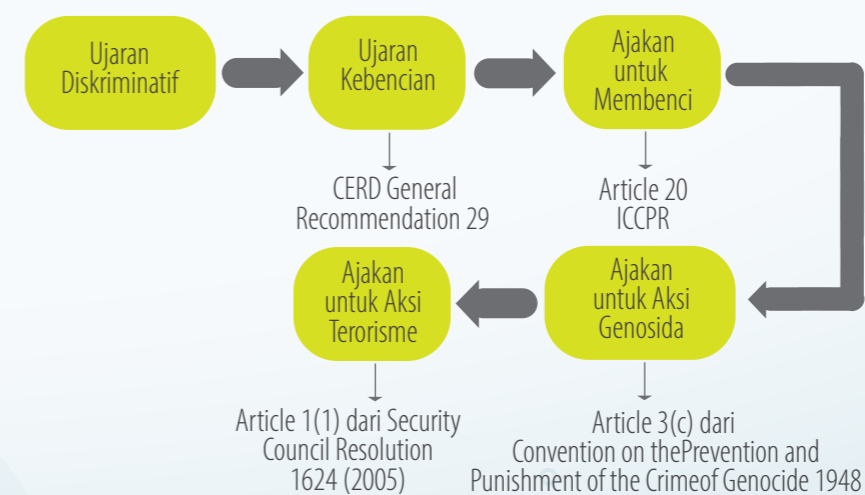 Ujaran
Diskriminatif
Ujaran
Kebencian
Ajakan
untuk
Membenci
CERD General
Recommendation 29
Article 20
ICCPR
Ajakan
untuk Aksi
Genosida
Ajakan
untuk Aksi
Terorisme
Article 3(c) dari
Convention on thePrevention and
Punishment of the Crimeof Genocide 1948
Article 1(1) dari Security
Council Resolution
1624 (2005)